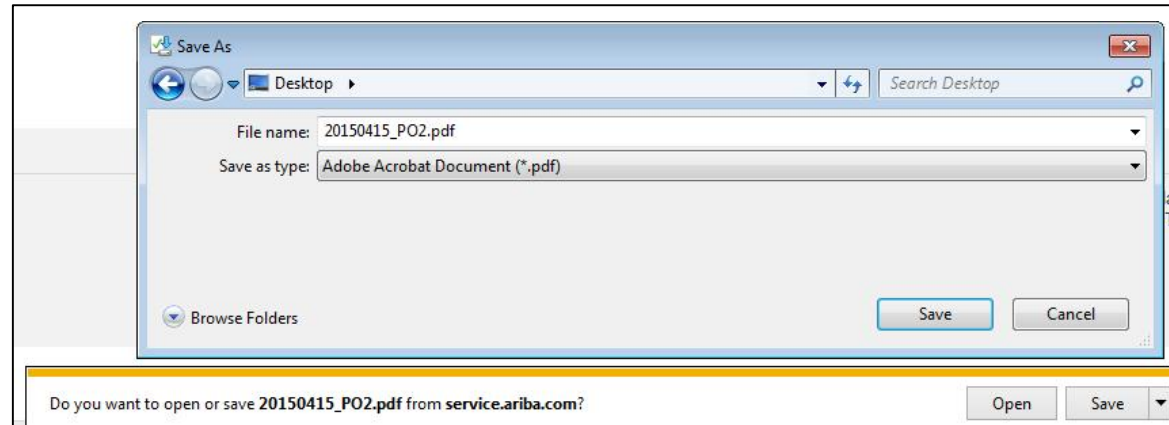 Save As
Desktop
Search Desktop
File name: 20150415_PO2.pdf
Save as type: Adobe Acrobat Document (*.pdf)
Browse Folders
Save Cancel
Do you want to open or save 20150415_PO2.pdf from service.ariba.com?
Open Save